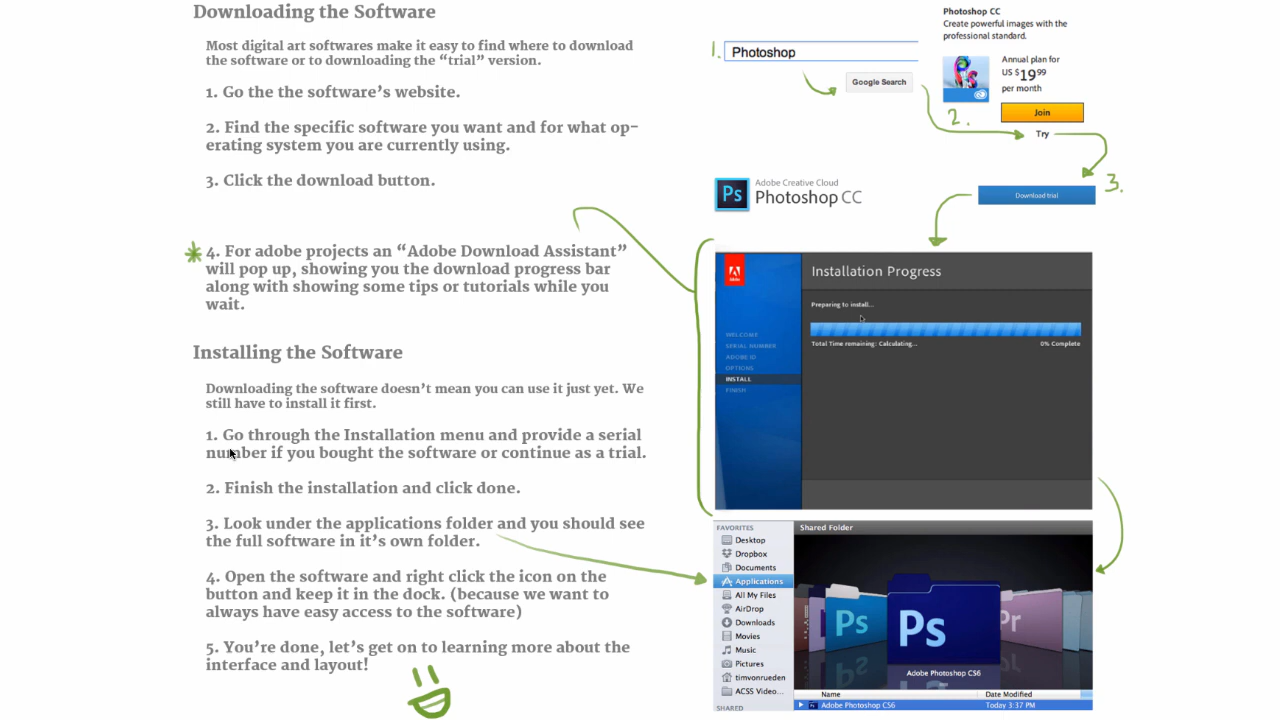 Downloading the Software
Most digital art softwares make it easy to find where to download
the software or to downloading the “trial” version.
1. Go the the software’s website.
2. Find the specific software you want and for what op-
erating system you are currently using.
3. Click the download button.
4. For adobe projects an “Adobe Download Assistant”
will pop up, showing you the download progress bar
along with showing some tips or tutorials while you
wait.
Installing the Software
Downloading the software doesn’t mean you can use it just yet. We
still have to install it first.
1. Go through the Installation menu and provide a serial
number if you bought the software or continue as a trial.
2. Finish the installation and click done.
3. Look under the applications folder and you should see
the full software in it’s own folder.
4. Open the software and right click the icon on the
button and keep it in the dock. (because we want to
always have easy access to the software)
5. You’re done, let’s get on to learning more about the
interface and layout!
1.
Photoshop
Google Search
Photoshop CC
Create powerful images with the
professional standard.
Annual plan for
US $19⁹⁹
per month
Join
2.
Try
3.
Ps
Adobe Creative Cloud
Photoshop CC
Download trial
Adobe
Installation Progress
Preparing to install...
Total Time remaining: Calculating...
0% Complete
WELCOME
SERIAL NUMBER
ADOBE ID
OPTIONS
INSTALL
FINISH
FAVORITES
Desktop
Dropbox
Documents
Applications
All My Files
AirDrop
Downloads
Movies
Music
Pictures
timvonrueden
ACSS Video...
SHARED
Shared Folder
Ps
Ps
Pr
Adobe Photoshop CS6
Name
Date Modified
Adobe Photoshop CS6
Today 3:37 PM